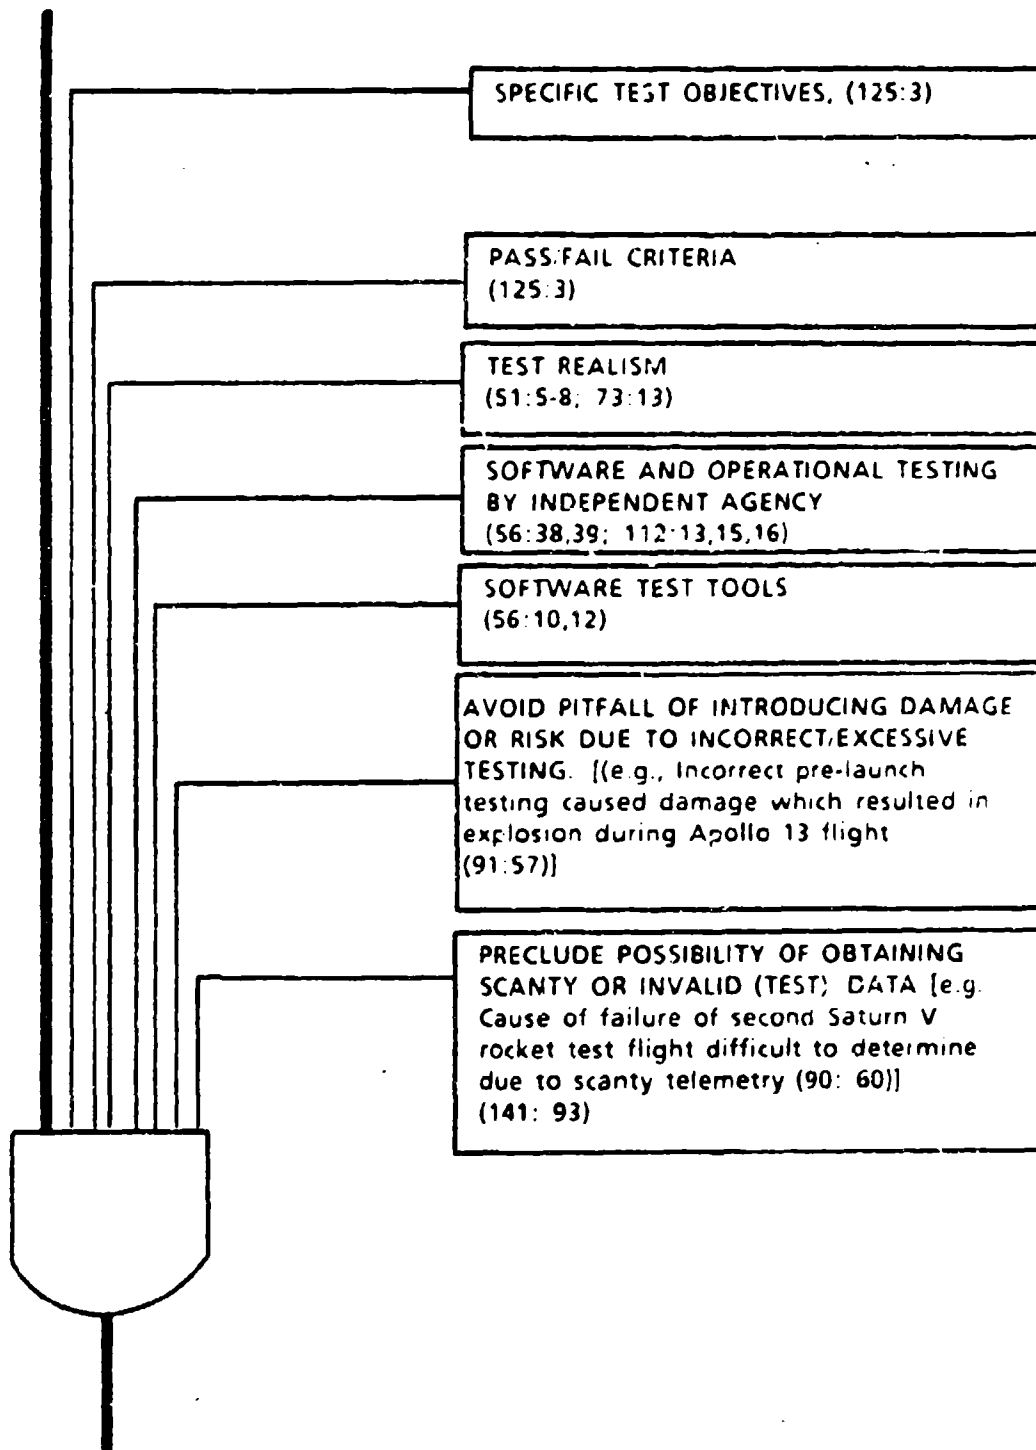 SPECIFIC TEST OBJECTIVES, (125:3)
PASS/FAIL CRITERIA
(125:3)
TEST REALISM
(51:5-8; 73:13)
SOFTWARE AND OPERATIONAL TESTING
BY INDEPENDENT AGENCY
(56:38,39; 112:13,15,16)
SOFTWARE TEST TOOLS
(56:10,12)
AVOID PITFALL OF INTRODUCING DAMAGE
OR RISK DUE TO INCORRECT/EXCESSIVE
TESTING. [(e.g., Incorrect pre-launch
testing caused damage which resulted in
explosion during Apollo 13 flight
(91:57)]
PRECLUDE POSSIBILITY OF OBTAINING
SCANTY OR INVALID (TEST) DATA [e.g.
Cause of failure of second Saturn V
rocket test flight difficult to determine
due to scanty telemetry (90: 60)]
(141: 93)